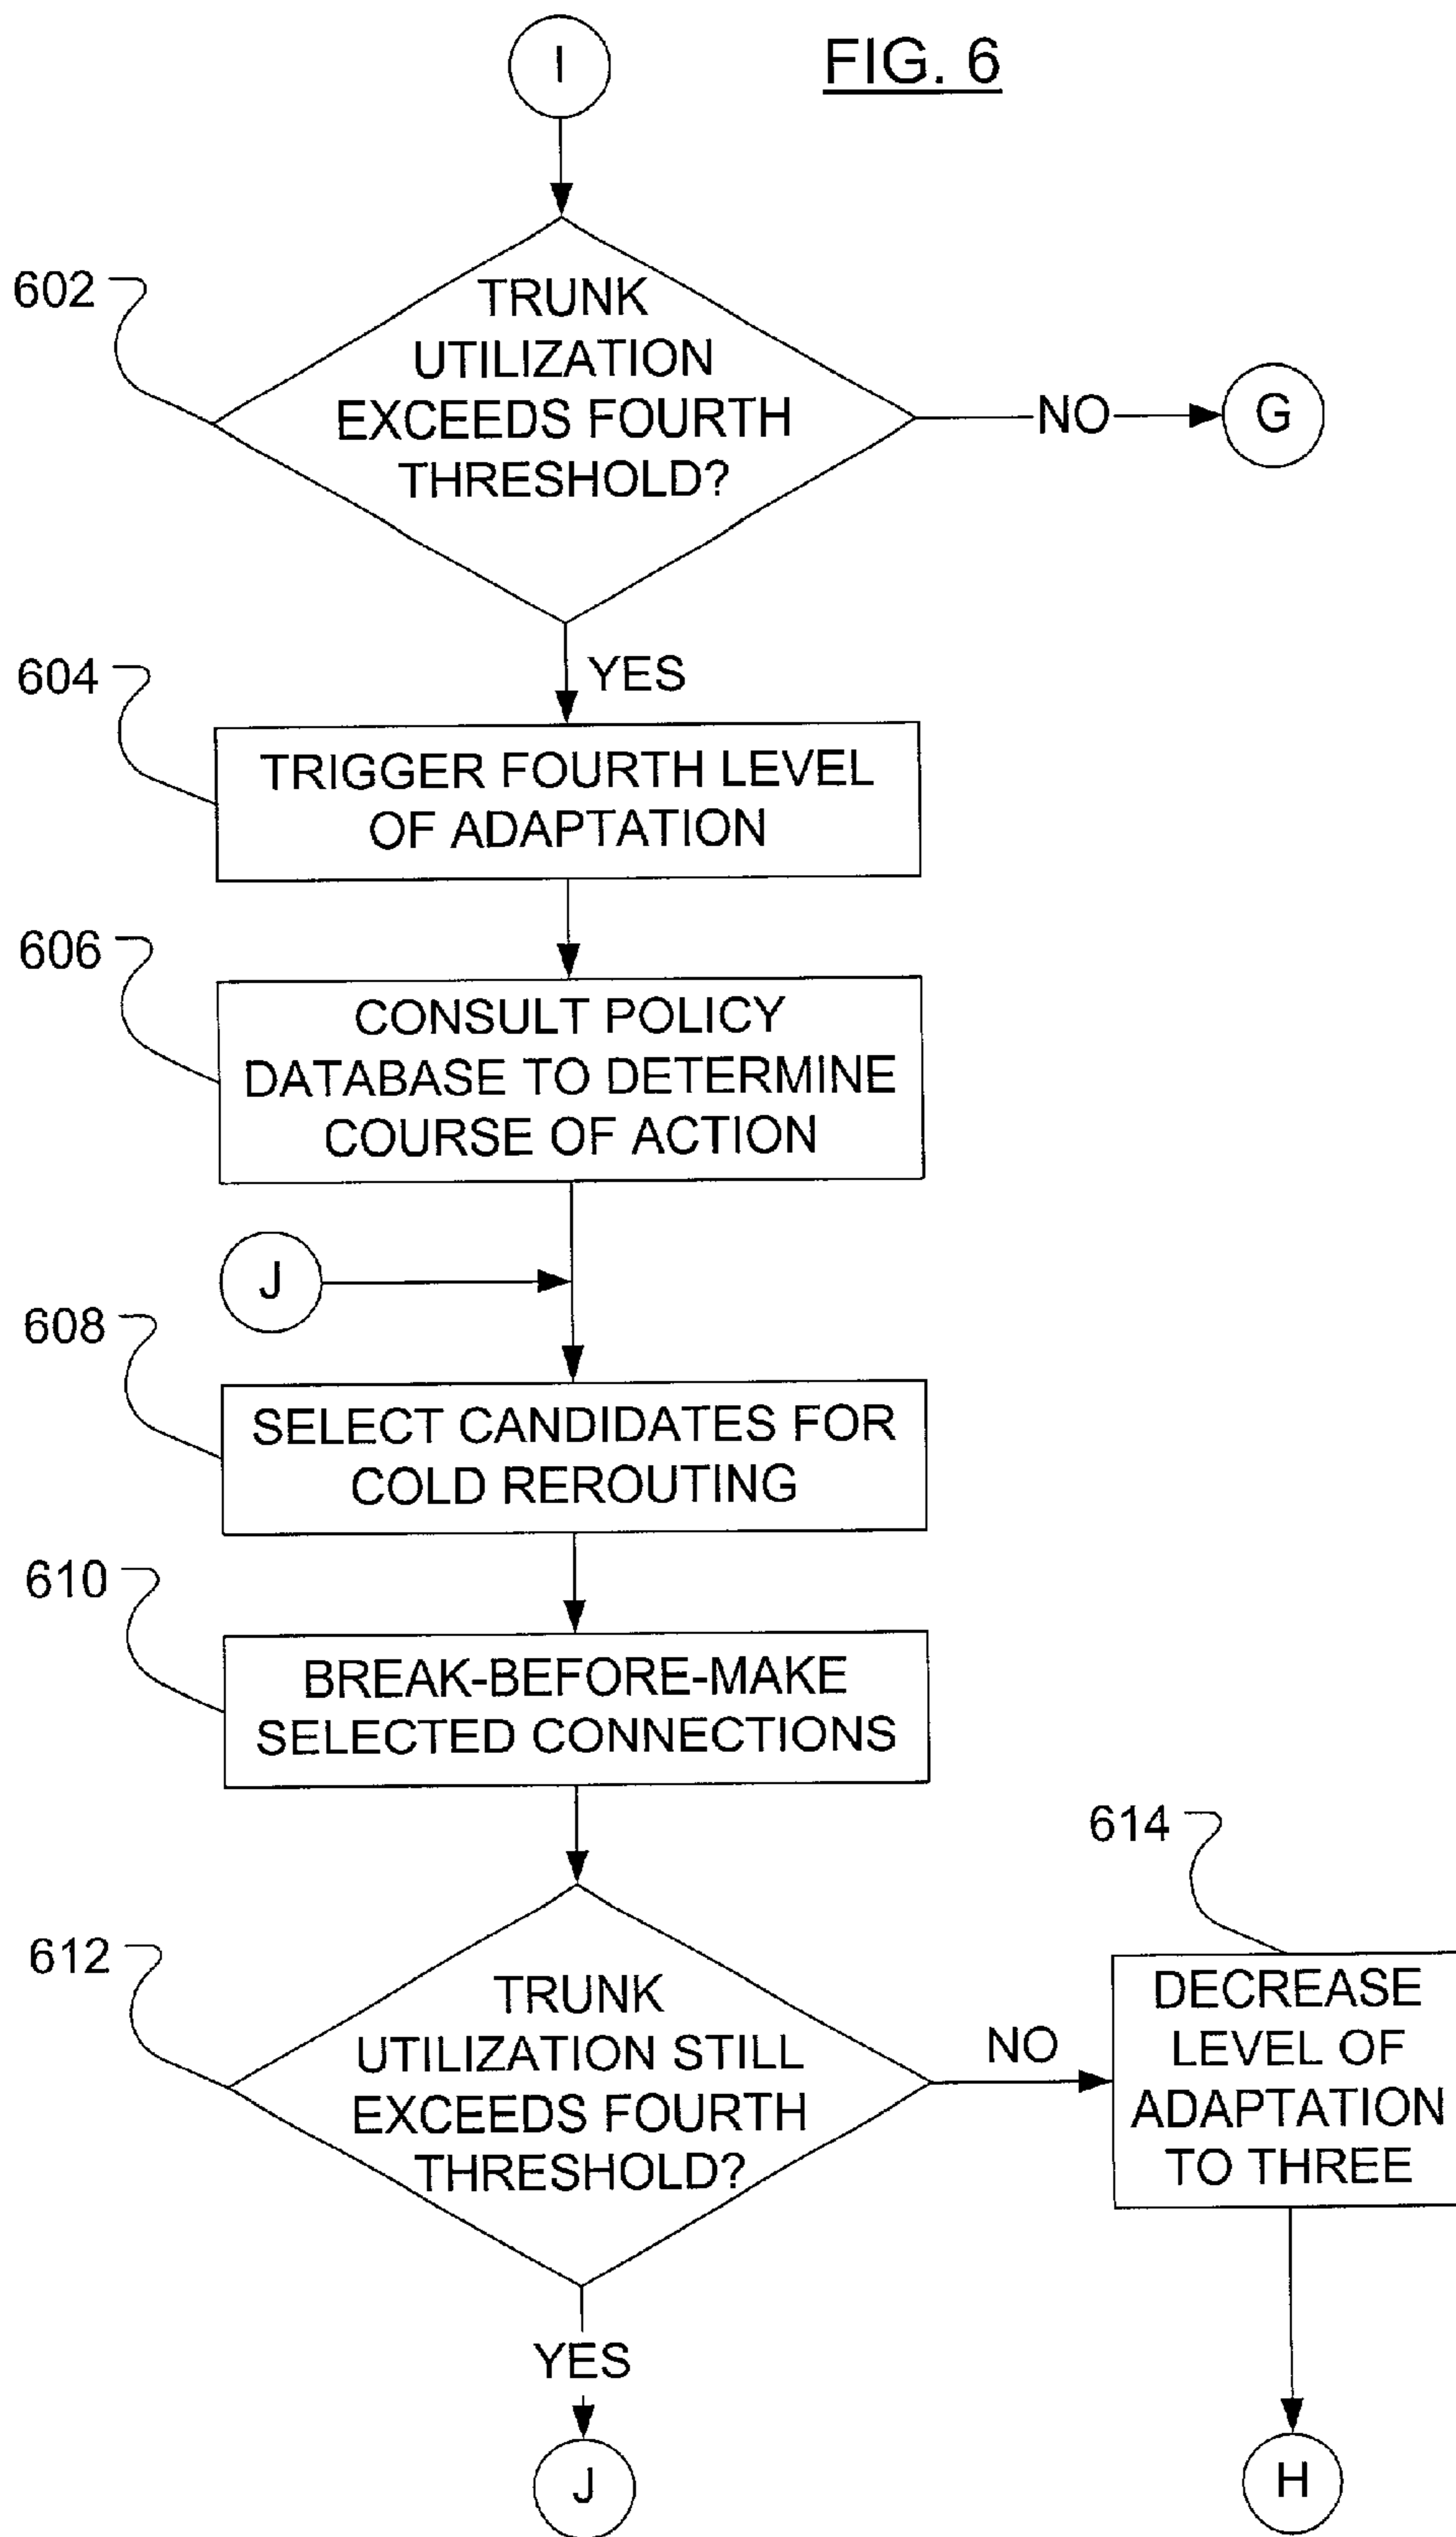 I
FIG. 6
602
TRUNK
UTILIZATION
EXCEEDS FOURTH
THRESHOLD?
NO
G
YES
604
TRIGGER FOURTH LEVEL
OF ADAPTATION
606
CONSULT POLICY
DATABASE TO DETERMINE
COURSE OF ACTION
J
608
SELECT CANDIDATES FOR
COLD REROUTING
610
BREAK-BEFORE-MAKE
SELECTED CONNECTIONS
612
TRUNK
UTILIZATION STILL
EXCEEDS FOURTH
THRESHOLD?
NO
614
DECREASE
LEVEL OF
ADAPTATION
TO THREE
YES
J
H